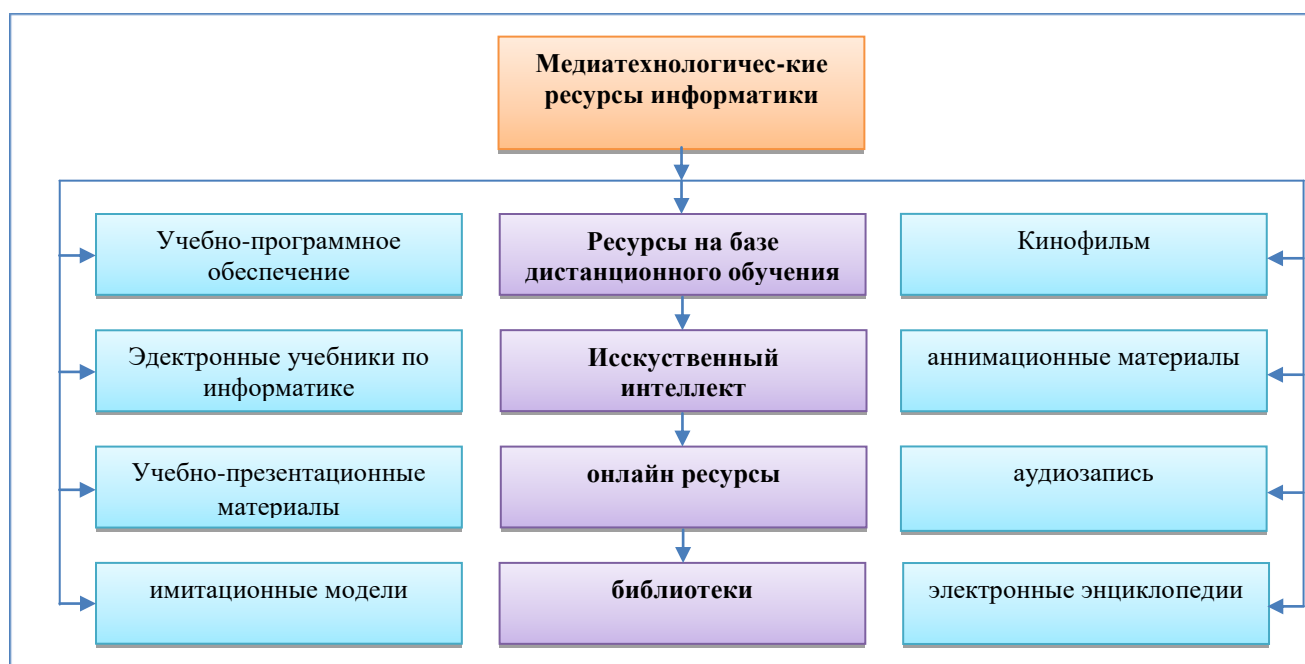 Медиатехнологичес-кие
ресурсы информатики
Учебно-программное
обеспечение
Ресурсы на базе
дистанционного обучения
Кинофильм
Эдектронные учебники по
информатике
Исскуственный
интеллект
аннимационные материалы
Учебно-презентационные
материалы
онлайн ресурсы
аудиозапись
имитационные модели
библиотеки
электронные энциклопедии